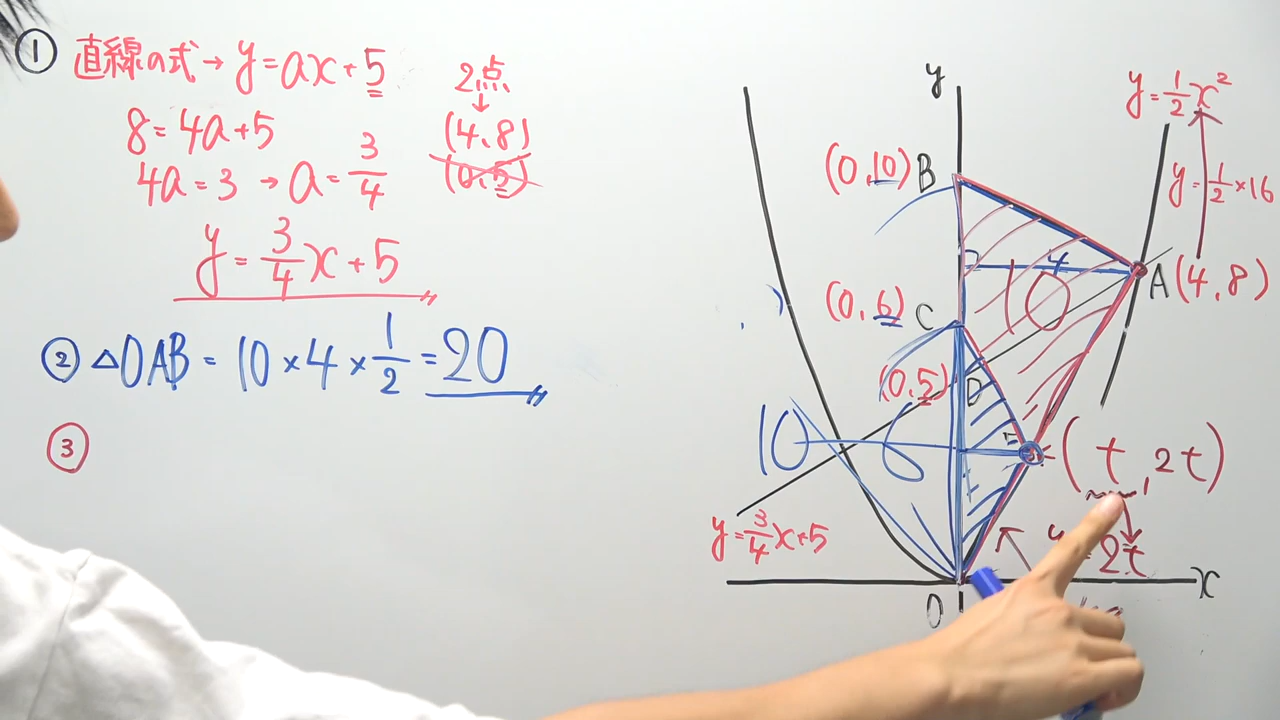 ① 直線の式→y=ax+5
8=4a+5
4a=3 → a=3/4
y=3/4x+5
2点
↓
(4,8)
(0,5)
② △OAB = 10×4×1/2=20
③
y
y=1/2x²
y=1/2×16
(0,10) B
4
A(4,8)
10
(0,6) C
(0,5) D
10
6
E
(t,2t)
y=3/4x+5
2t
x
O